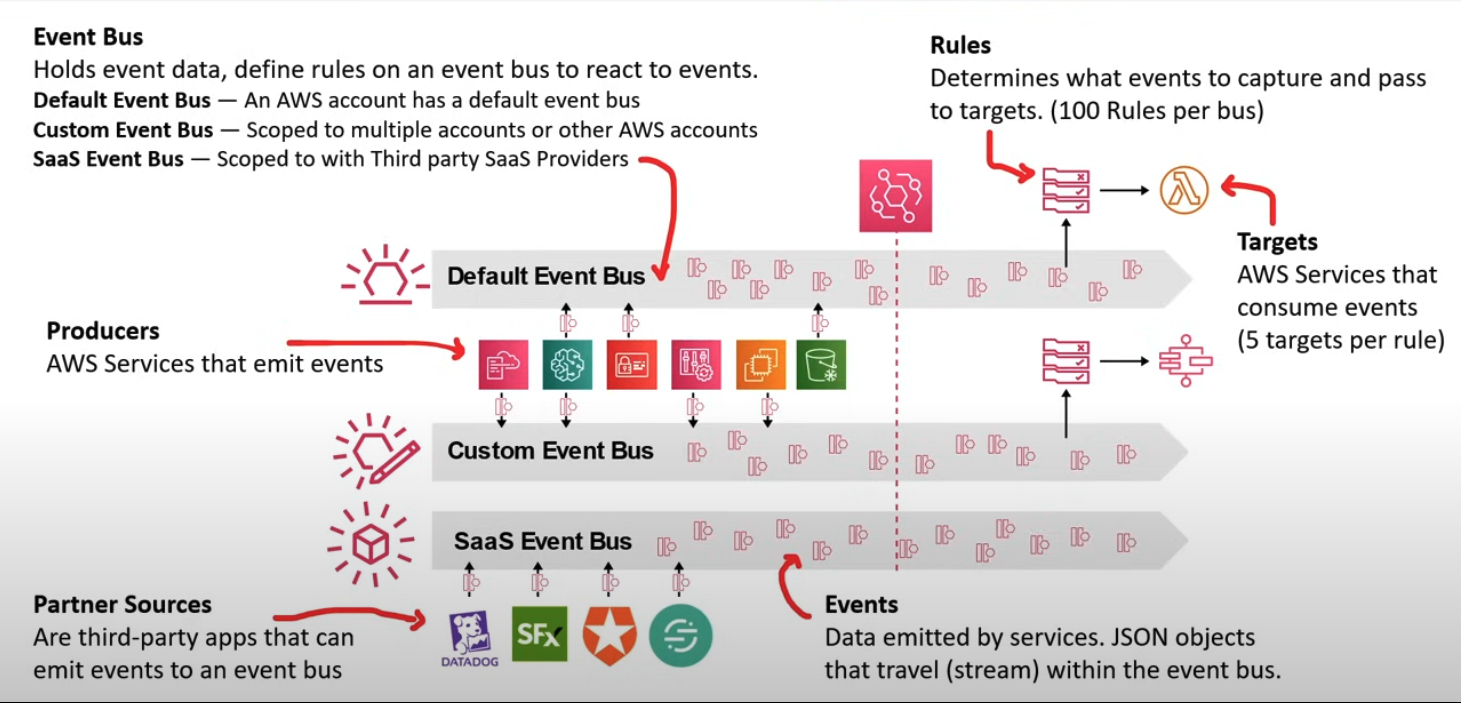 Event Bus
Holds event data, define rules on an event bus to react to events.
Default Event Bus — An AWS account has a default event bus
Custom Event Bus — Scoped to multiple accounts or other AWS accounts
SaaS Event Bus — Scoped to with Third party SaaS Providers
Rules
Determines what events to capture and pass
to targets. (100 Rules per bus)
Targets
AWS Services that
consume events
(5 targets per rule)
Default Event Bus
Producers
AWS Services that emit events
Custom Event Bus
SaaS Event Bus
Partner Sources
Are third-party apps that can
emit events to an event bus
DATADOG
SFx
Events
Data emitted by services. JSON objects
that travel (stream) within the event bus.